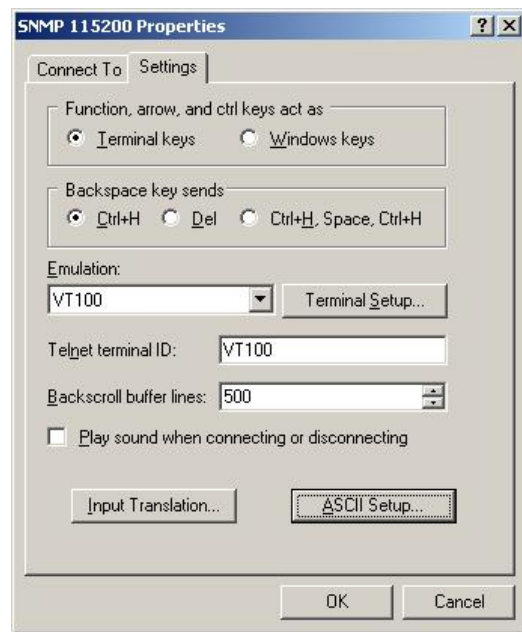 SNMP 115200 Properties
Connect To Settings
Function, arrow, and ctrl keys act as
Terminal keys Windows keys
Backspace key sends
Ctrl+H Del Ctrl+H, Space, Ctrl+H
Emulation:
VT100 Terminal Setup...
Telnet terminal ID: VT100
Backscroll buffer lines: 500
Play sound when connecting or disconnecting
Input Translation... ASCII Setup...
OK Cancel